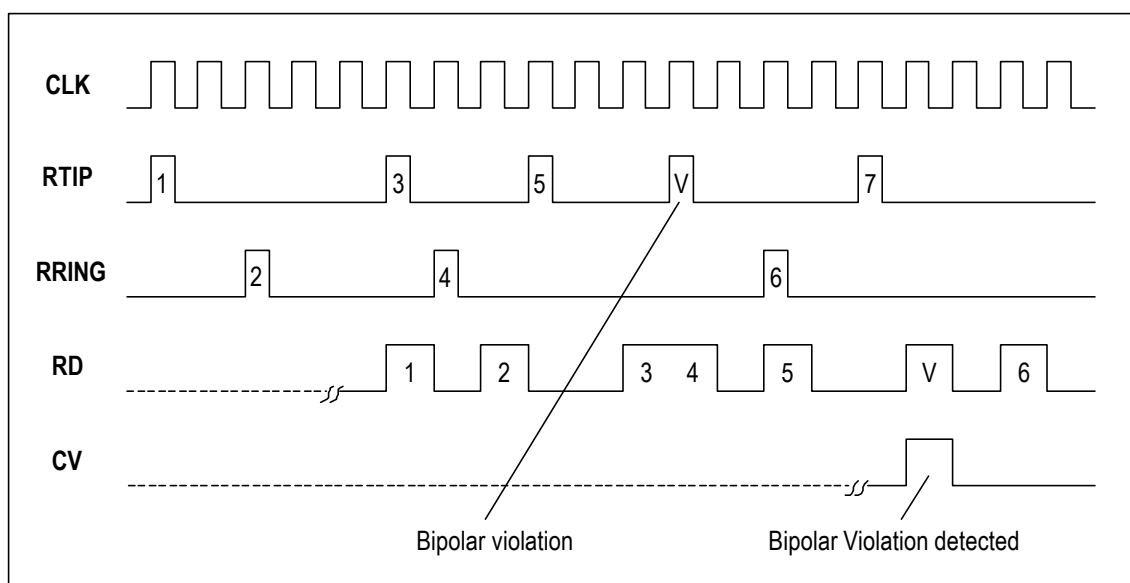 CLK
RTIP 1 3 5 V 7
RRING 2 4 6
RD 1 2 3 4 5 V 6
CV
Bipolar violation Bipolar Violation detected